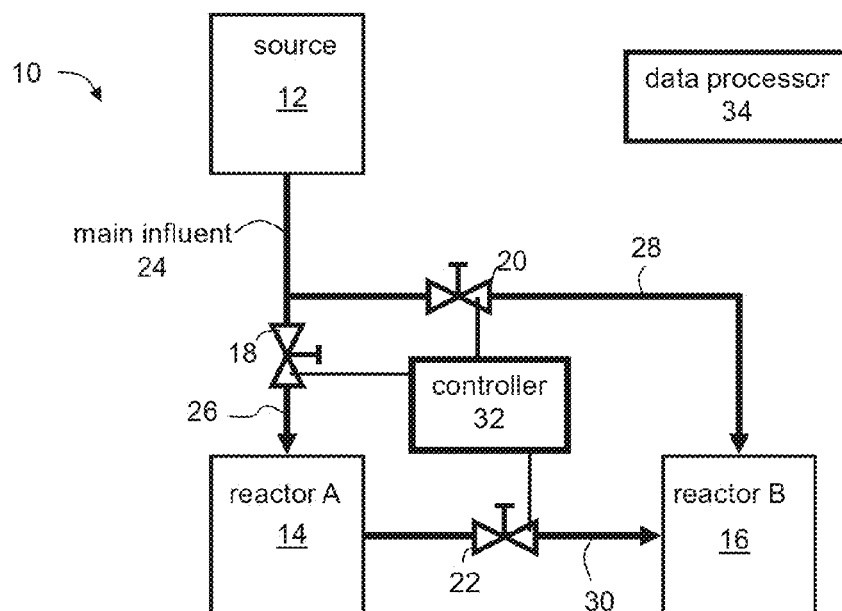 source
12
10
data processor
34
main influent
24
20
28
18
controller
32
26
reactor A
14
reactor B
16
22
30